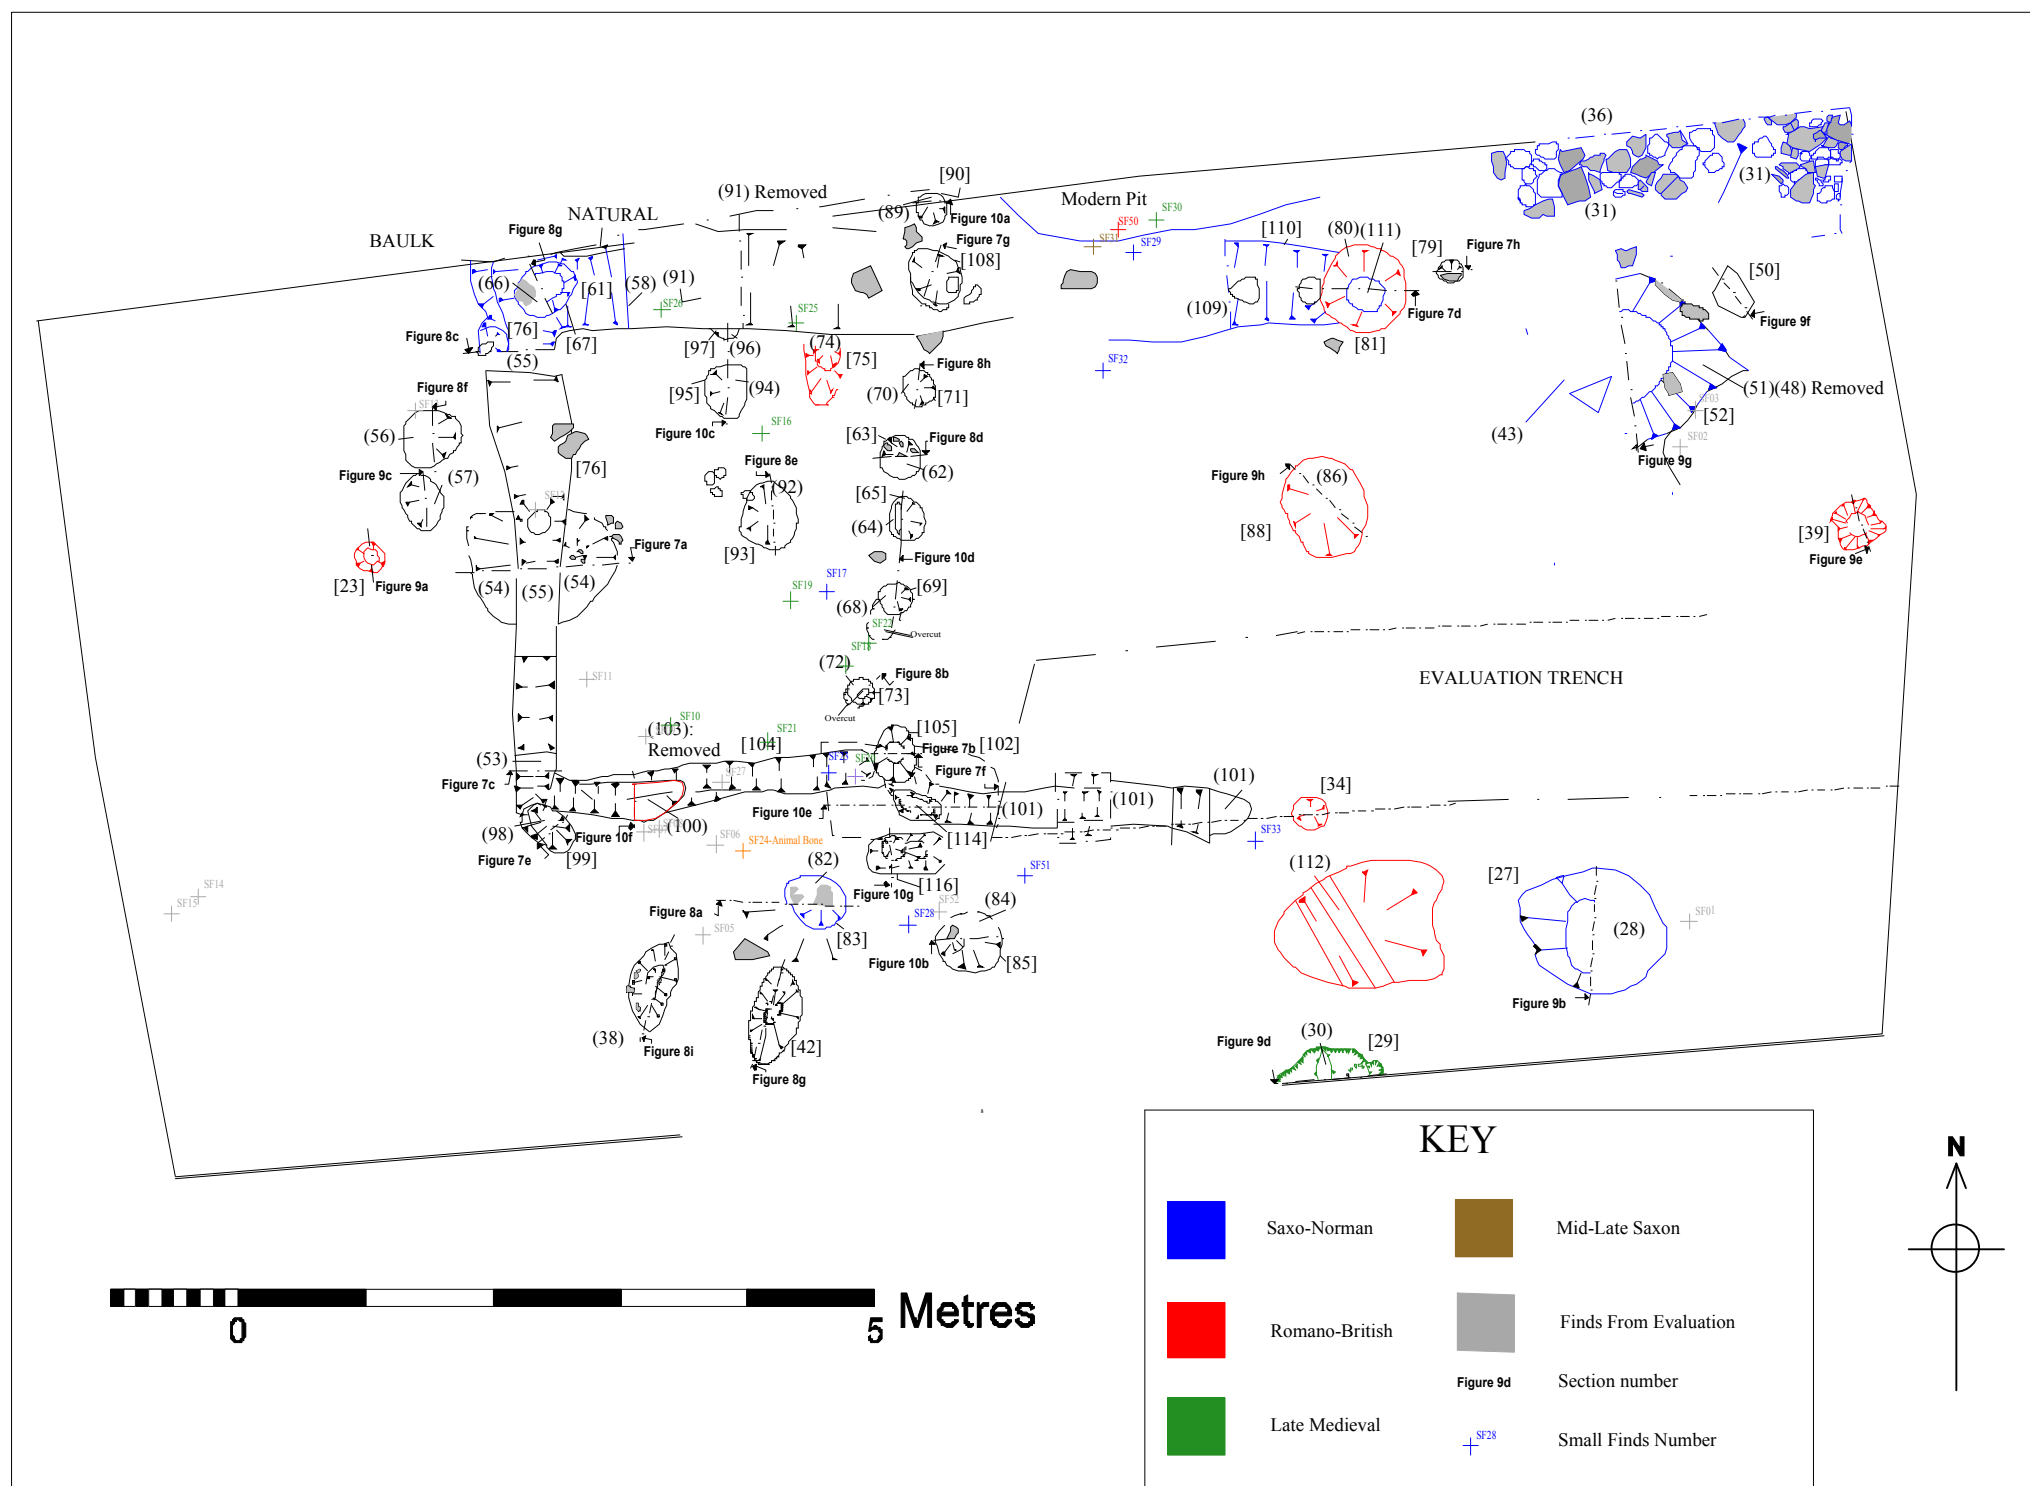 (36)
[90]
(91) Removed
(31)
Modern Pit
SF30
(89)
NATURAL
Figure 10a
(31)
SF50
Figure 8g
[110]
(80)
(111)
BAULK
Figure 7g
SF31
SF29
[79]
Figure 7h
[108]
[50]
(66)
[61]
(58)
(91)
SF26
(109)
SF25
Figure 7d
Figure 9f
Figure 8c
[76]
[67]
[97]
(96)
(74)
[81]
(55)
[75]
Figure 8h
SF32
Figure 8f
[95]
(94)
(70)
[71]
(51)(48) Removed
SF03
[52]
SF16
Figure 10c
(56)
[63]
Figure 8d
(43)
SF02
Figure 9c
[76]
Figure 8e
(62)
Figure 9h
(86)
Figure 9g
(57)
(92)
[65]
(64)
[88]
[39]
Figure 7a
[93]
Figure 10d
Figure 9e
[23]
Figure 9a
(54)
(55)
(54)
SF19
SF17
[69]
(68)
SF22
Overcut
SF18
(72)
Figure 8b
SF11
[73]
EVALUATION TRENCH
Overcut
SF10
(103):
Removed
SF21
[104]
[105]
Figure 7b
[102]
(53)
Figure 7f
Figure 7c
SF27
(101)
(101)
(101)
[34]
Figure 10e
(98)
Figure 10f
(100)
SF06
[114]
SF33
Figure 7e
[99]
SF24-Animal Bone
(82)
(112)
[27]
SF14
SF15
[116]
SF51
Figure 10g
SF52
(84)
Figure 8a
SF28
SF01
SF05
[83]
(28)
Figure 10b
[85]
Figure 9b
(38)
Figure 8i
[42]
Figure 9d
(30)
[29]
Figure 8g
KEY
N
Saxo-Norman
Mid-Late Saxon
Romano-British
Finds From Evaluation
Figure 9d
Section number
Late Medieval
SF28
Small Finds Number
0
5
Metres